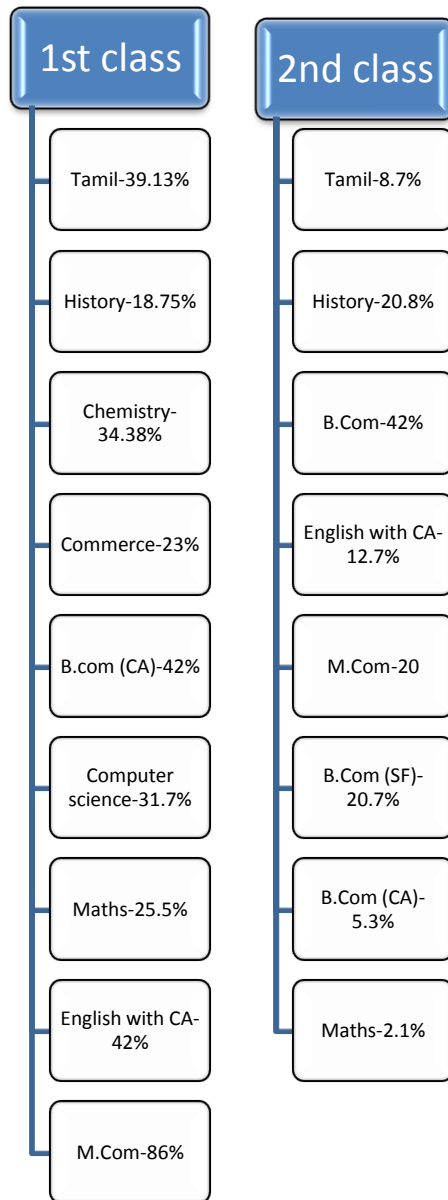 1st class
Tamil-39.13%
History-18.75%
Chemistry-
34.38%
Commerce-23%
B.com (CA)-42%
Computer
science-31.7%
Maths-25.5%
English with CA-
42%
M.Com-86%
2nd class
Tamil-8.7%
History-20.8%
B.Com-42%
English with CA-
12.7%
M.Com-20
B.Com (SF)-
20.7%
B.Com (CA)-
5.3%
Maths-2.1%